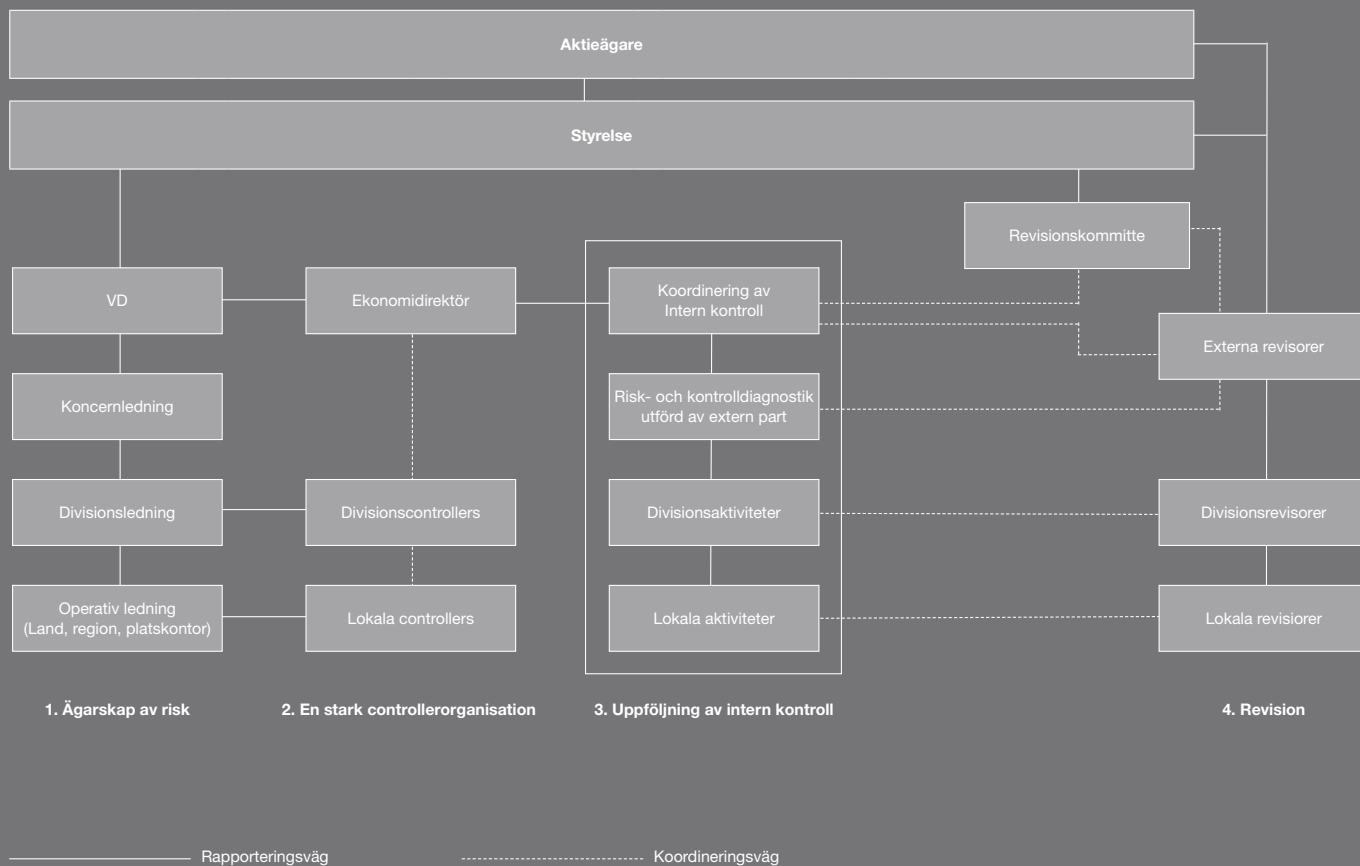 Aktieägare
Styrelse
Revisionskommitte
VD
Ekonomidirektör
Koordinering av
Intern kontroll
Externa revisorer
Koncernledning
Risk- och kontrolldiagnostik
utförd av extern part
Divisionsledning
Divisionscontrollers
Divisionsaktiviteter
Divisionsrevisorer
Operativ ledning
(Land, region, platskontor)
Lokala controllers
Lokala aktiviteter
Lokala revisiorer
1. Ägarskap av risk
2. En stark controllerorganisation
3. Uppföljning av intern kontroll
4. Revision
Rapporteringsväg
Koordineringsväg